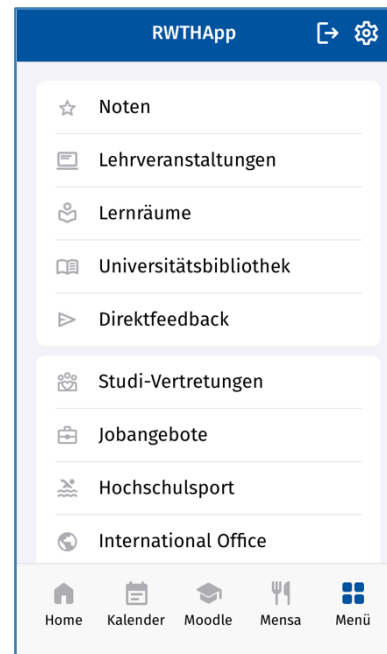 RWTHApp
Noten
Lehrveranstaltungen
Lernräume
Universitätsbibliothek
Direktfeedback
Studi-Vertretungen
Jobangebote
Hochschulsport
International Office
Home Kalender Moodle Mensa Menü